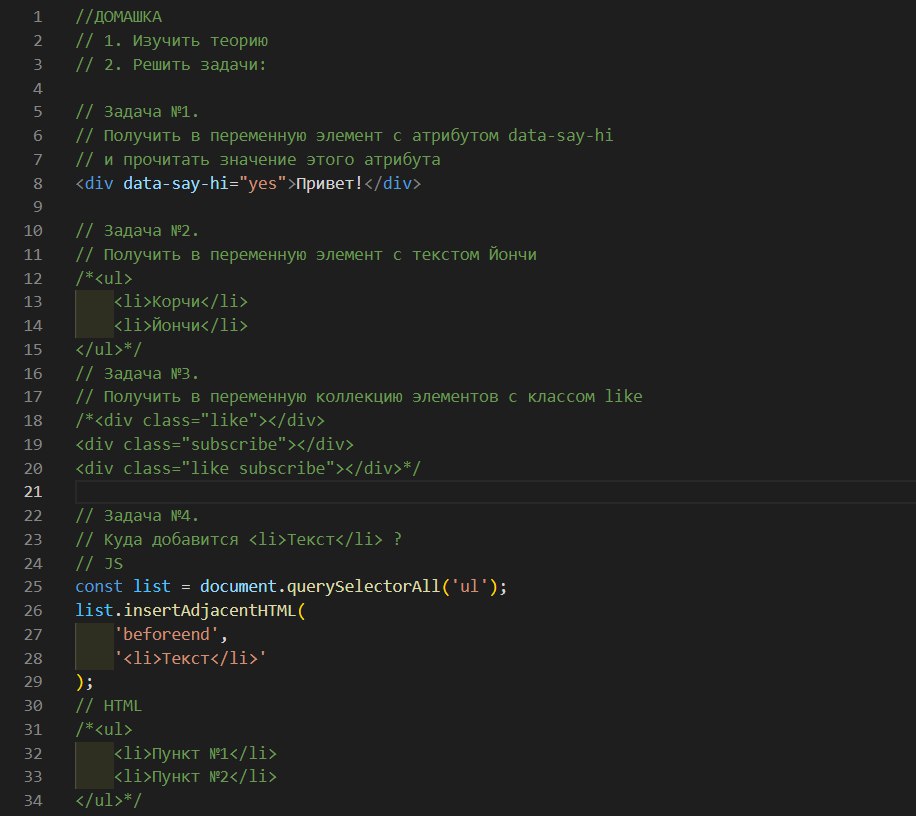 1 //ДОМАШКА
2 // 1. Изучить теорию
3 // 2. Решить задачи:
4
5 // Задача №1.
6 // Получить в переменную элемент с атрибутом data-say-hi
7 // и прочитать значение этого атрибута
8 <div data-say-hi="yes">Привет!</div>
9
10 // Задача №2.
11 // Получить в переменную элемент с текстом Йончи
12 /*<ul>
13     <li>Корчи</li>
14     <li>Йончи</li>
15 </ul>*/
16 // Задача №3.
17 // Получить в переменную коллекцию элементов с классом like
18 /*<div class="like"></div>
19 <div class="subscribe"></div>
20 <div class="like subscribe"></div>*/
21
22 // Задача №4.
23 // Куда добавится <li>Текст</li> ?
24 // JS
25 const list = document.querySelectorAll('ul');
26 list.insertAdjacentHTML(
27     'beforeend',
28     '<li>Текст</li>'
29 );
30 // HTML
31 /*<ul>
32     <li>Пункт №1</li>
33     <li>Пункт №2</li>
34 </ul>*/